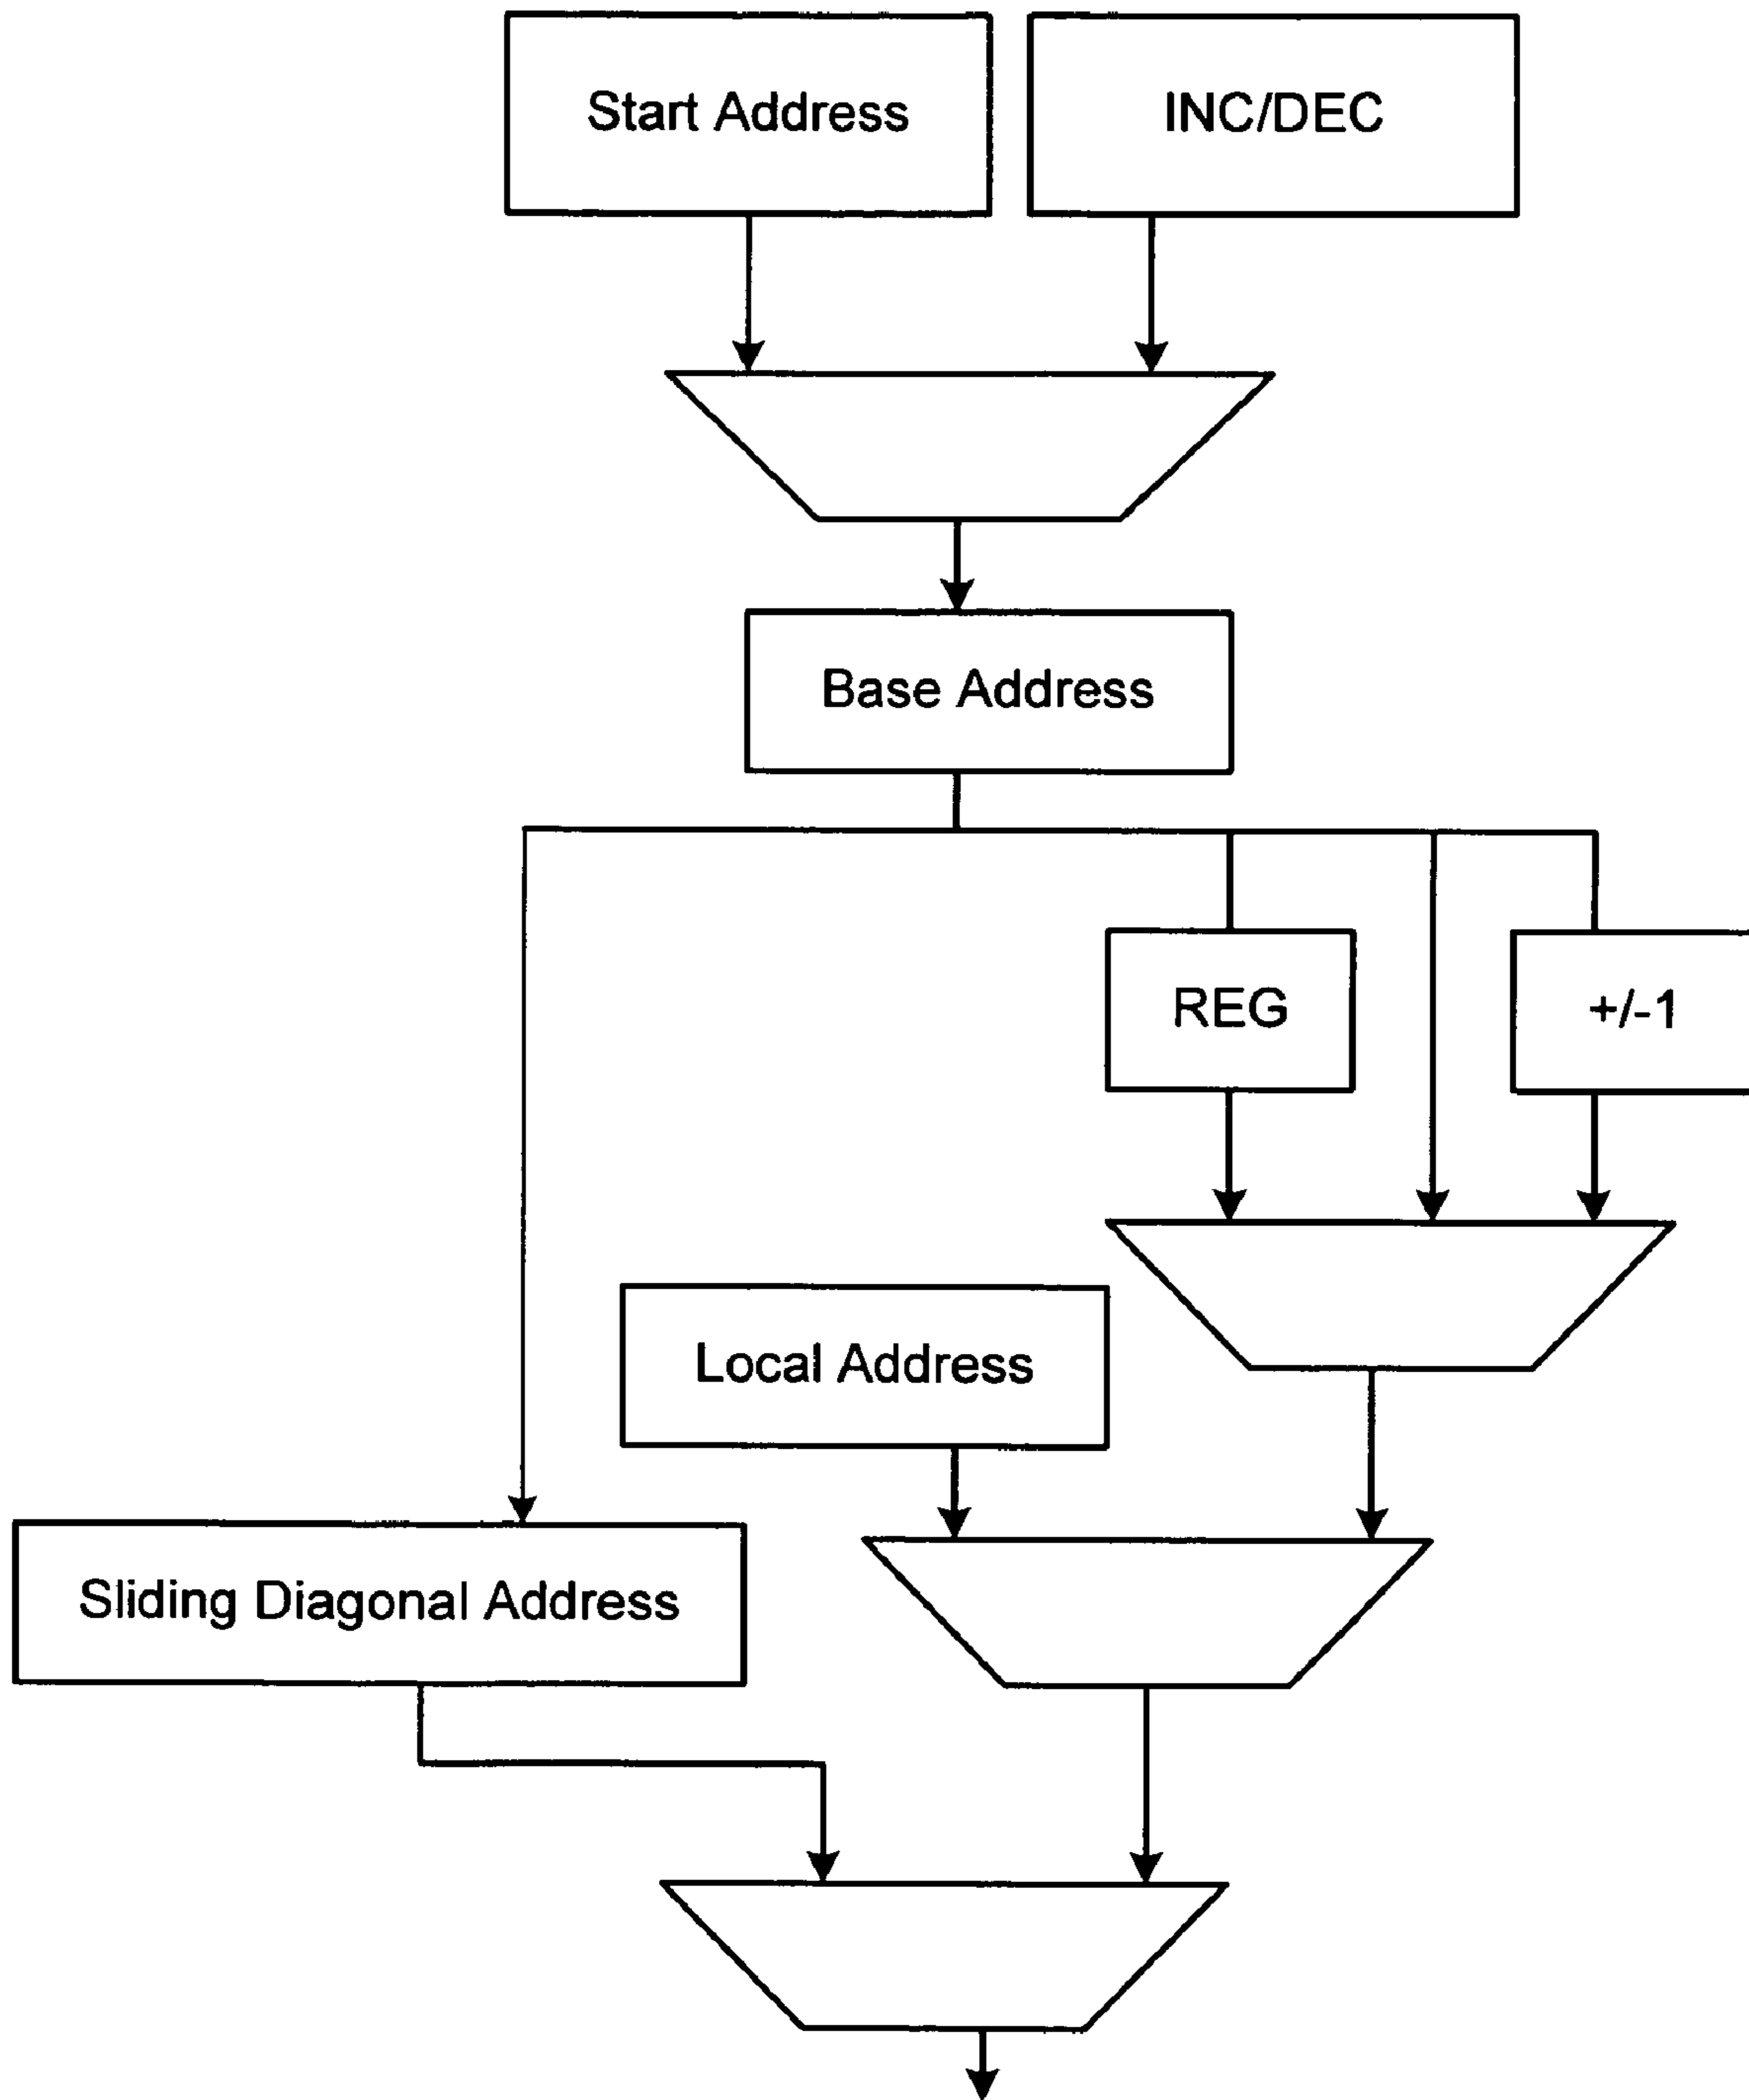 Start Address
INC/DEC
Base Address
REG
+/-1
Local Address
Sliding Diagonal Address